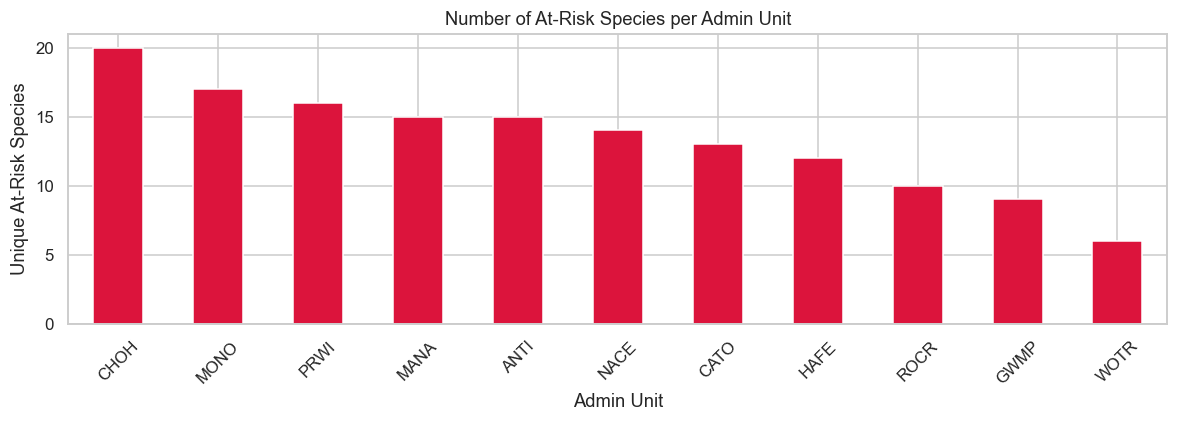 Number of At-Risk Species per Admin Unit
Unique At-Risk Species
20
15
10
5
0
CHOH
MONO
PRWI
MANA
ANTI
NACE
CATO
HAFE
ROCR
GWMP
WOTR
Admin Unit